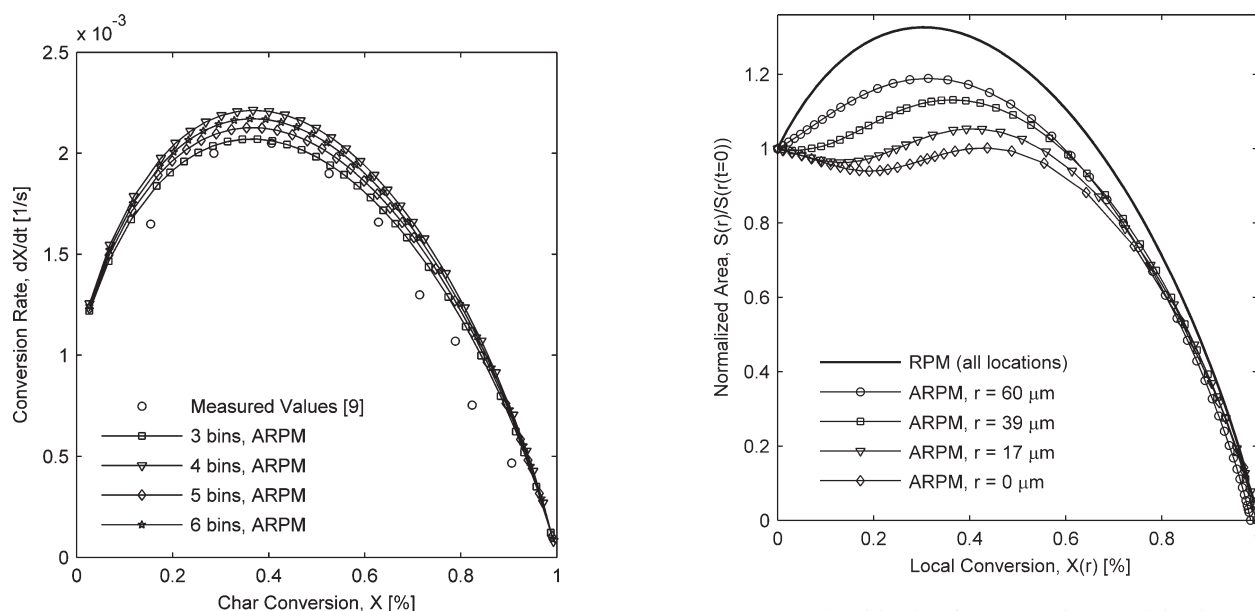 x 10⁻³
2.5
2
1.5
1
0.5
0
0
0.2
0.4
0.6
0.8
1
Conversion Rate, dX/dt [1/s]
Char Conversion, X [%]
Measured Values [9]
3 bins, ARPM
4 bins, ARPM
5 bins, ARPM
6 bins, ARPM
1.2
1
0.8
0.6
0.4
0.2
0
0
0.2
0.4
0.6
0.8
1
Normalized Area, S(r)/S(r(t=0))
Local Conversion, X(r) [%]
RPM (all locations)
ARPM, r = 60 μm
ARPM, r = 39 μm
ARPM, r = 17 μm
ARPM, r = 0 μm